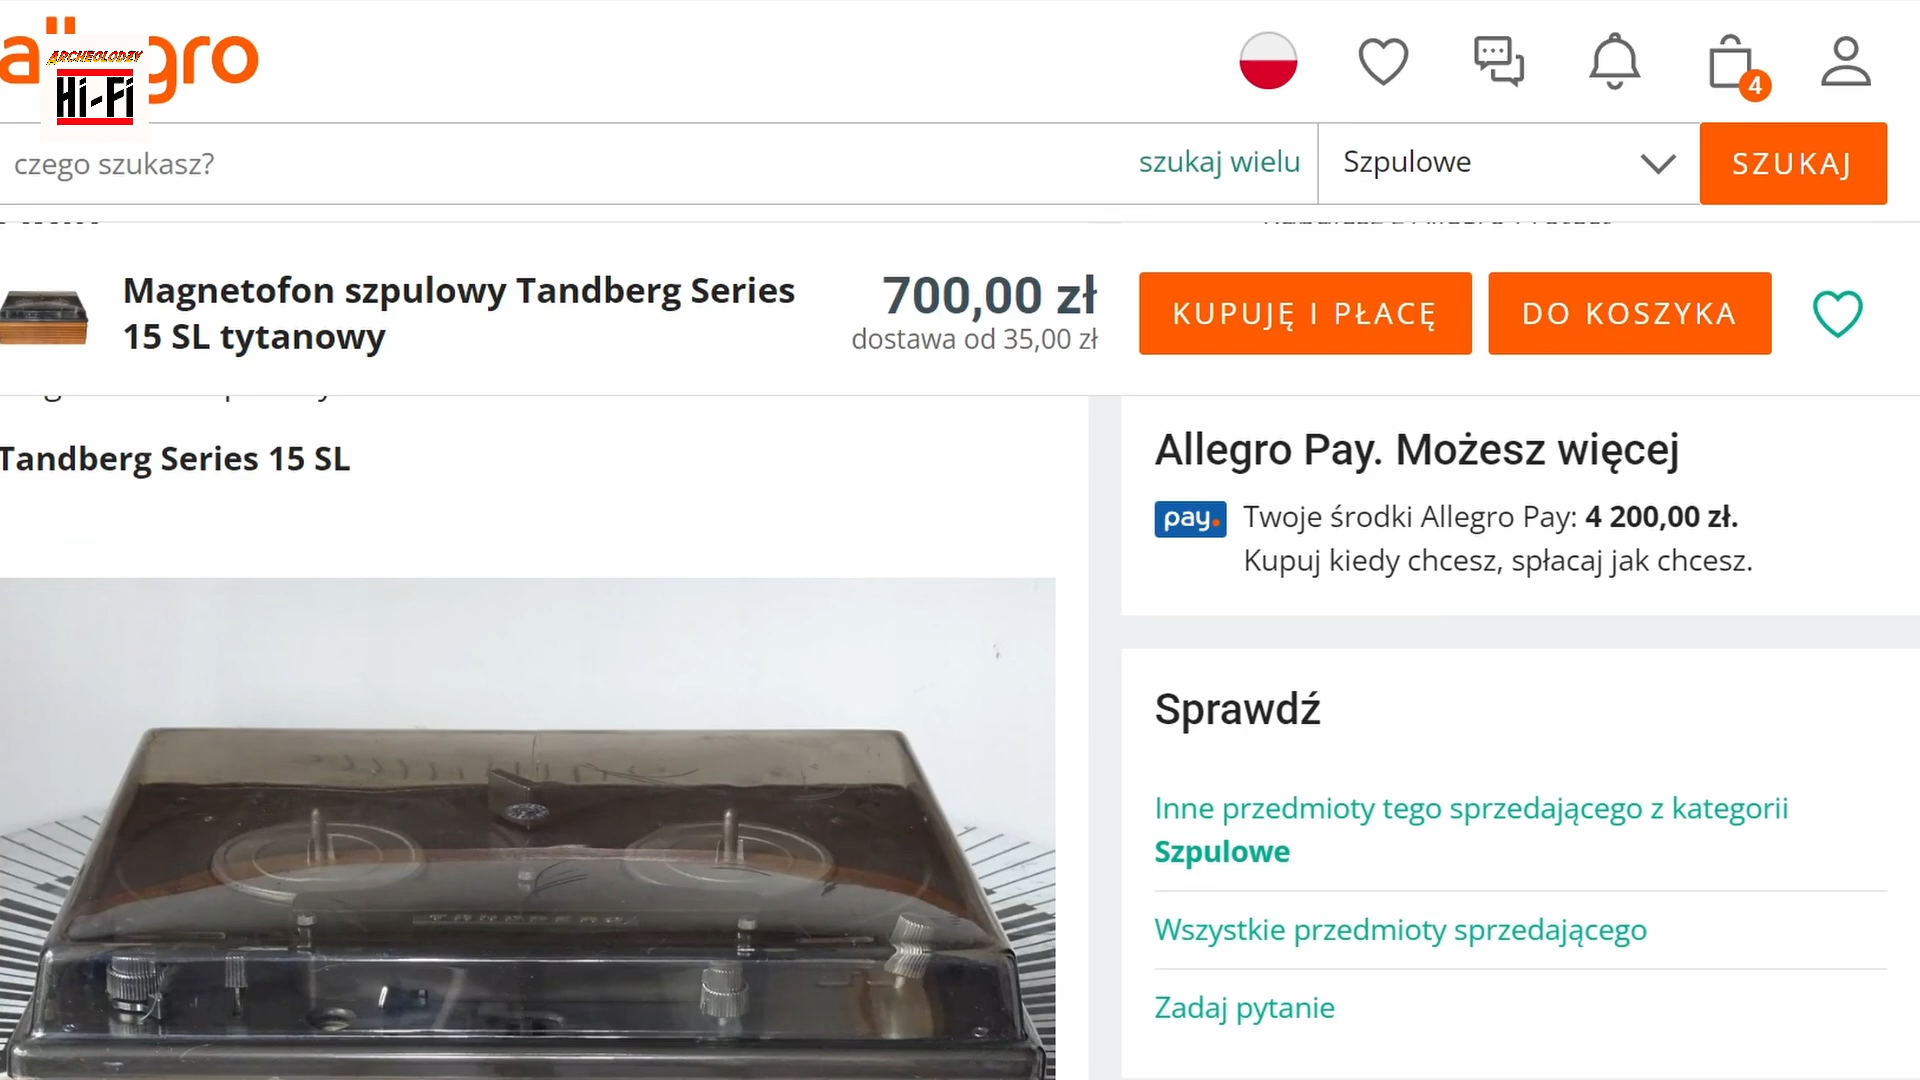 allegro
ARCHEOLODZY
Hi-Fi
4
czego szukasz?
szukaj wielu
Szpulowe
SZUKAJ
Magnetofon szpulowy Tandberg Series
15 SL tytanowy
700,00 zł
dostawa od 35,00 zł
KUPUJĘ I PŁACĘ
DO KOSZYKA
Tandberg Series 15 SL
Allegro Pay. Możesz więcej
pay.
Twoje środki Allegro Pay: 4 200,00 zł.
Kupuj kiedy chcesz, spłacaj jak chcesz.
Sprawdź
Inne przedmioty tego sprzedającego z kategorii
Szpulowe
Wszystkie przedmioty sprzedającego
Zadaj pytanie
TANDBERG